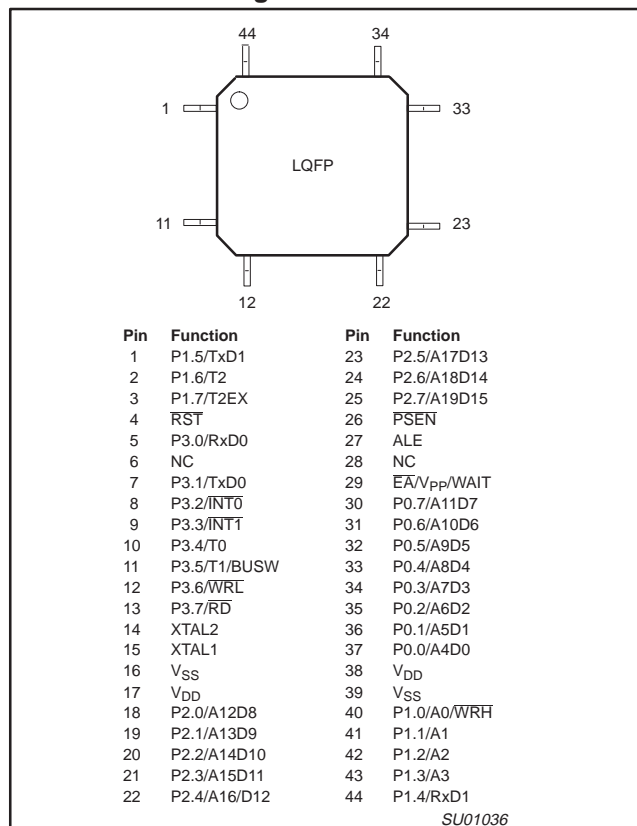 44 34
1 33
LQFP
11 23
12 22
Pin Function Pin Function
1 P1.5/TxD1 23 P2.5/A17D13
2 P1.6/T2 24 P2.6/A18D14
3 P1.7/T2EX 25 P2.7/A19D15
4 R̅S̅T̅ 26 P̅S̅E̅N̅
5 P3.0/RxD0 27 ALE
6 NC 28 NC
7 P3.1/TxD0 29 E̅A̅/VPP/WAIT
8 P3.2/I̅N̅T̅0̅ 30 P0.7/A11D7
9 P3.3/I̅N̅T̅1̅ 31 P0.6/A10D6
10 P3.4/T0 32 P0.5/A9D5
11 P3.5/T1/BUSW 33 P0.4/A8D4
12 P3.6/W̅R̅L̅ 34 P0.3/A7D3
13 P3.7/R̅D̅ 35 P0.2/A6D2
14 XTAL2 36 P0.1/A5D1
15 XTAL1 37 P0.0/A4D0
16 VSS 38 VDD
17 VDD 39 VSS
18 P2.0/A12D8 40 P1.0/A0/W̅R̅H̅
19 P2.1/A13D9 41 P1.1/A1
20 P2.2/A14D10 42 P1.2/A2
21 P2.3/A15D11 43 P1.3/A3
22 P2.4/A16/D12 44 P1.4/RxD1
SU01036